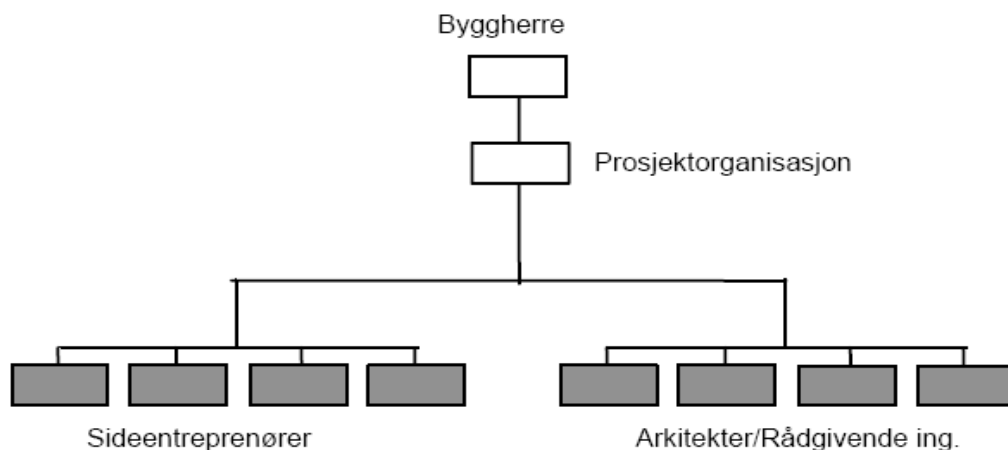 Byggherre
Prosjektorganisasjon
Sideentreprenører
Arkitekter/Rådgivende ing.